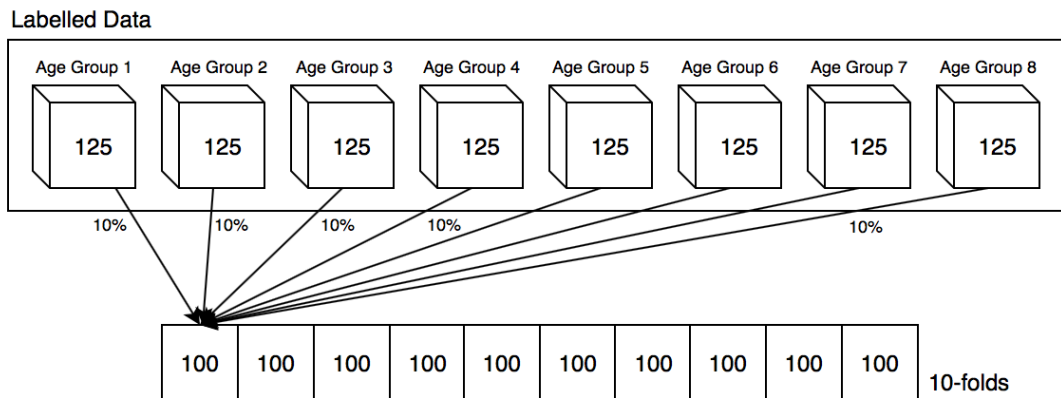 Labelled Data
Age Group 1 Age Group 2 Age Group 3 Age Group 4 Age Group 5 Age Group 6 Age Group 7 Age Group 8
125 125 125 125 125 125 125 125
10% 10% 10% 10% 10%
100 100 100 100 100 100 100 100 100 100
10-folds